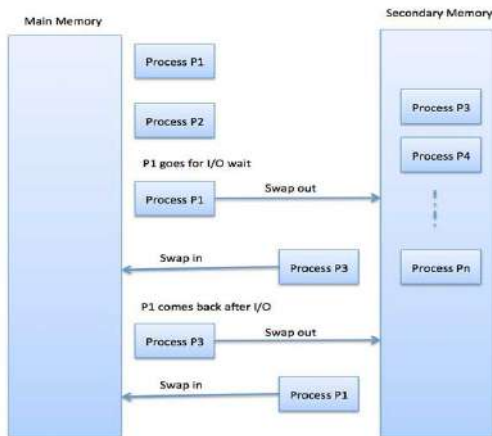 Main Memory
Secondary Memory
Process P1
Process P3
Process P2
Process P4
P1 goes for I/O wait
Process P1
Swap out
Swap in
Process P3
Process Pn
P1 comes back after I/O
Process P3
Swap out
Swap in
Process P1